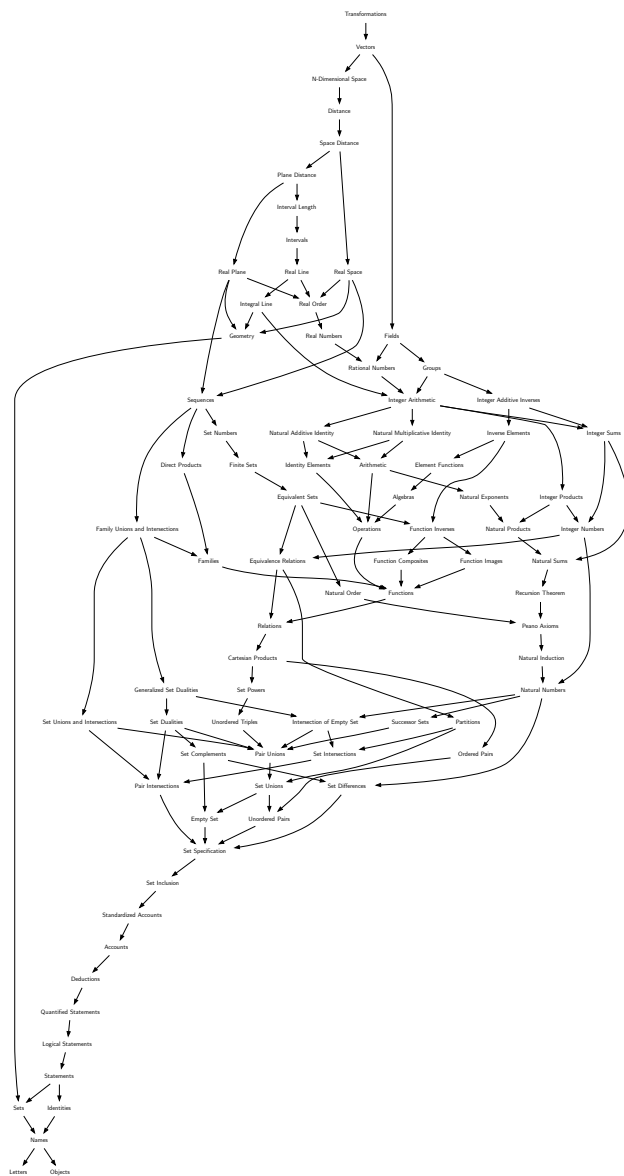 Transformations
Vectors
N-Dimensional Space
Distance
Space Distance
Plane Distance
Interval Length
Intervals
Real Plane Real Line Real Space
Integral Line Real Order
Geometry Real Numbers Fields
Rational Numbers Groups
Sequences Integer Arithmetic Integer Additive Inverses
Set Numbers Natural Additive Identity Natural Multiplicative Identity Inverse Elements Integer Sums
Direct Products Finite Sets Identity Elements Arithmetic Element Functions
Equivalent Sets Algebras Natural Exponents Integer Products
Family Unions and Intersections Operations Function Inverses Natural Products Integer Numbers
Families Equivalence Relations Function Composites Function Images Natural Sums
Natural Order Functions Recursion Theorem
Relations Peano Axioms
Cartesian Products Natural Induction
Generalized Set Dualities Set Powers Natural Numbers
Set Unions and Intersections Set Dualities Unordered Triples Intersection of Empty Set Successor Sets Partitions
Set Complements Pair Unions Set Intersections Ordered Pairs
Pair Intersections Set Unions Set Differences
Empty Set Unordered Pairs
Set Specification
Set Inclusion
Standardized Accounts
Accounts
Deductions
Quantified Statements
Logical Statements
Statements
Sets Identities
Names
Letters Objects